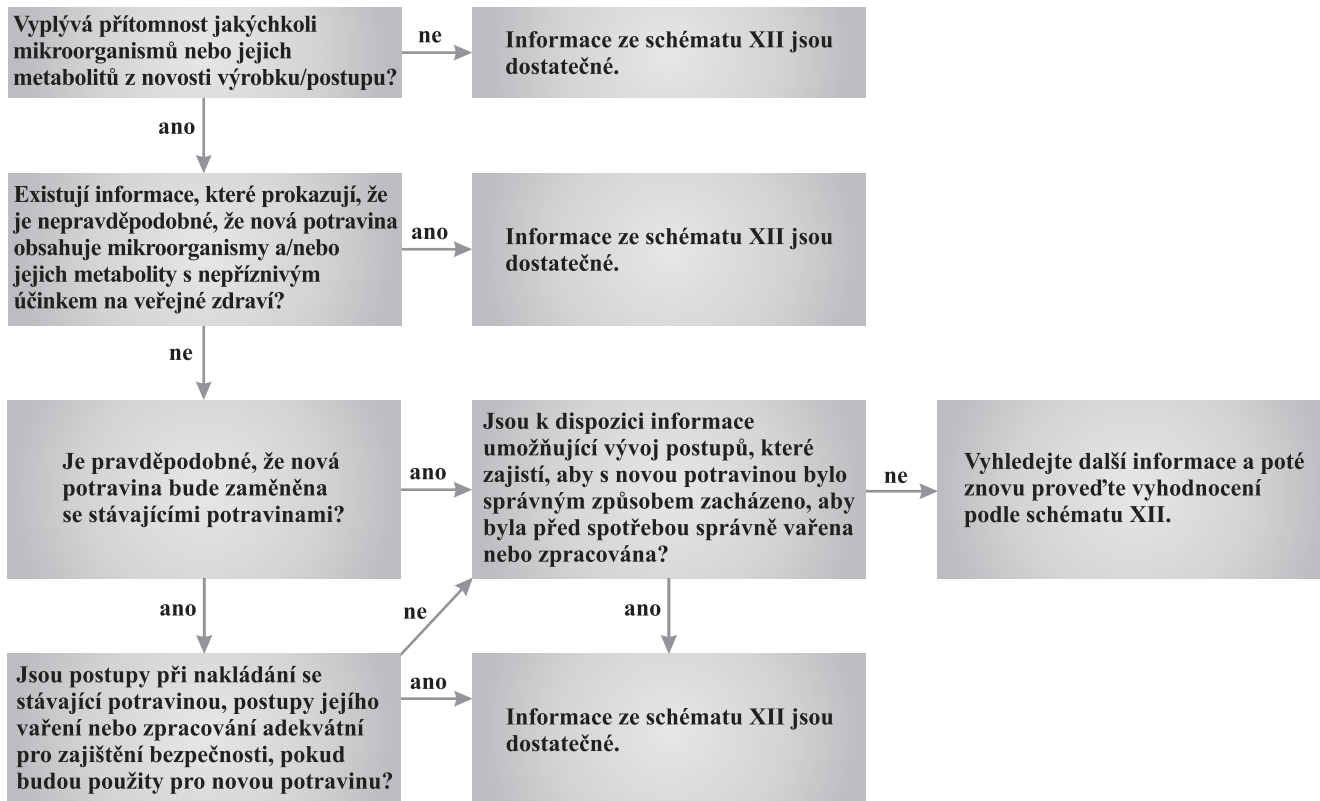 Vyplývá přítomnost jakýchkoli
mikroorganismů nebo jejich
metabolitů z novosti výrobku/postupu?
ne
Informace ze schématu XII jsou
dostatečné.
ano
Existují informace, které prokazují, že
je nepravděpodobné, že nová potravina
obsahuje mikroorganismy a/nebo
jejich metabolity s nepříznivým
účinkem na veřejné zdraví?
ano
Informace ze schématu XII jsou
dostatečné.
ne
Je pravděpodobné, že nová
potravina bude zaměněna
se stávajícími potravinami?
ano
Jsou k dispozici informace
umožňující vývoj postupů, které
zajistí, aby s novou potravinou bylo
správným způsobem zacházeno, aby
byla před spotřebou správně vařena
nebo zpracována?
ne
Vyhledejte další informace a poté
znovu proveďte vyhodnocení
podle schématu XII.
ano
ne
ano
Jsou postupy při nakládání se
stávající potravinou, postupy jejího
vaření nebo zpracování adekvátní
pro zajištění bezpečnosti, pokud
budou použity pro novou potravinu?
ano
Informace ze schématu XII jsou
dostatečné.